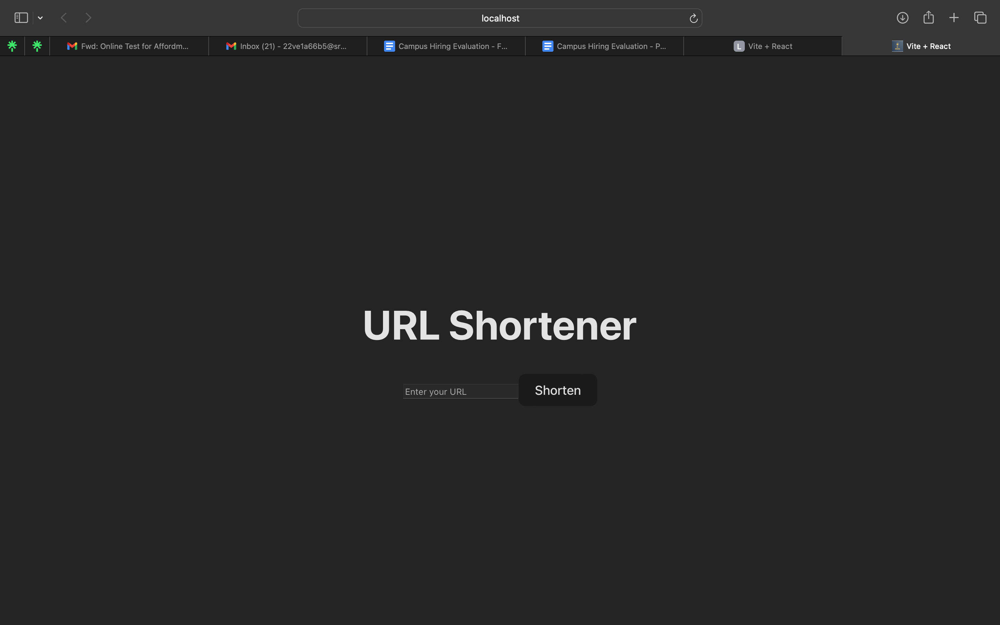 localhost
Fwd: Online Test for Affordm...
Inbox (21) - 22ve1a66b5@sr...
Campus Hiring Evaluation - F...
Campus Hiring Evaluation - P...
L Vite + React
Vite + React
URL Shortener
Enter your URL
Shorten